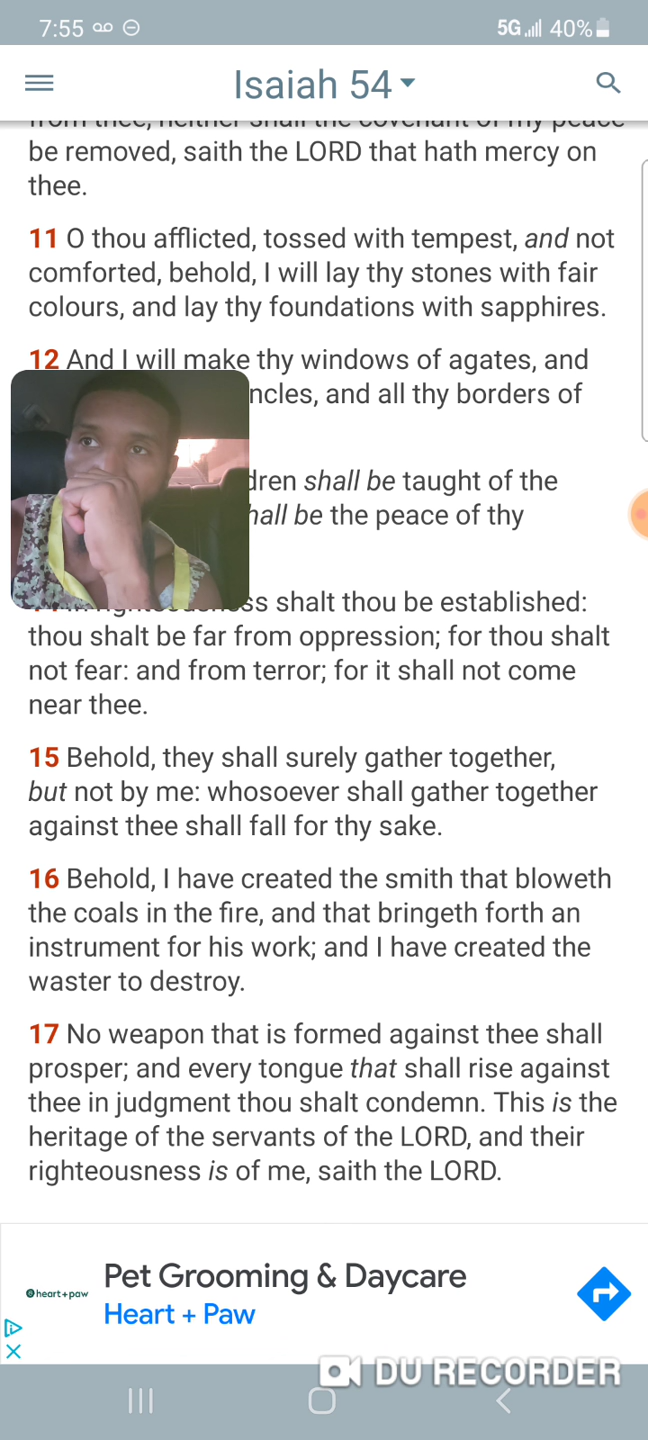 7:55
5G 40%
Isaiah 54
from thee, neither shall the covenant of my peace
be removed, saith the LORD that hath mercy on
thee.
11 O thou afflicted, tossed with tempest, and not
comforted, behold, I will lay thy stones with fair
colours, and lay thy foundations with sapphires.
12 And I will make thy windows of agates, and
ncles, and all thy borders of
dren shall be taught of the
hall be the peace of thy
ss shalt thou be established:
thou shalt be far from oppression; for thou shalt
not fear: and from terror; for it shall not come
near thee.
15 Behold, they shall surely gather together,
but not by me: whosoever shall gather together
against thee shall fall for thy sake.
16 Behold, I have created the smith that bloweth
the coals in the fire, and that bringeth forth an
instrument for his work; and I have created the
waster to destroy.
17 No weapon that is formed against thee shall
prosper; and every tongue that shall rise against
thee in judgment thou shalt condemn. This is the
heritage of the servants of the LORD, and their
righteousness is of me, saith the LORD.
heart+paw
Pet Grooming & Daycare
Heart + Paw
DU RECORDER